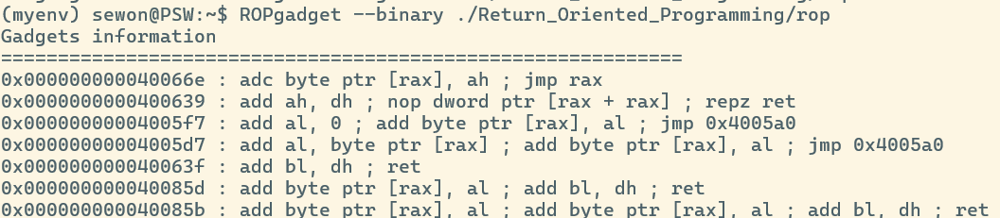 (myenv) sewon@PSW:~$ ROPgadget --binary ./Return_Oriented_Programming/rop
Gadgets information
============================================================
0x000000000040066e : adc byte ptr [rax], ah ; jmp rax
0x0000000000400639 : add ah, dh ; nop dword ptr [rax + rax] ; repz ret
0x00000000004005f7 : add al, 0 ; add byte ptr [rax], al ; jmp 0x4005a0
0x00000000004005d7 : add al, byte ptr [rax] ; add byte ptr [rax], al ; jmp 0x4005a0
0x000000000040063f : add bl, dh ; ret
0x000000000040085d : add byte ptr [rax], al ; add bl, dh ; ret
0x000000000040085b : add byte ptr [rax], al ; add byte ptr [rax], al ; add bl, dh ; ret